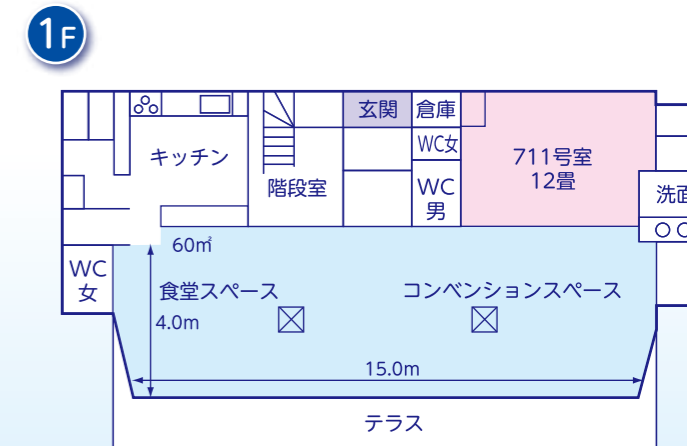 1F
玄関
倉庫
キッチン
WC女
711号室
12畳
階段室
WC
男
洗面
60㎡
WC
女
食堂スペース
コンベンションスペース
4.0m
15.0m
テラス